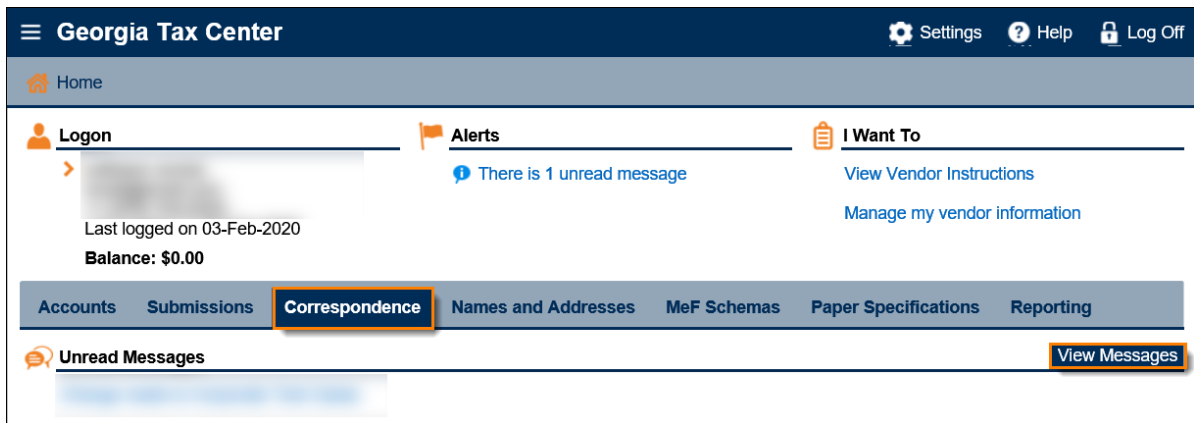 Georgia Tax Center
Settings
Help
Log Off
Home
Logon
Last logged on 03-Feb-2020
Balance: $0.00
Alerts
There is 1 unread message
I Want To
View Vendor Instructions
Manage my vendor information
Accounts Submissions Correspondence Names and Addresses MeF Schemas Paper Specifications Reporting
Unread Messages
View Messages